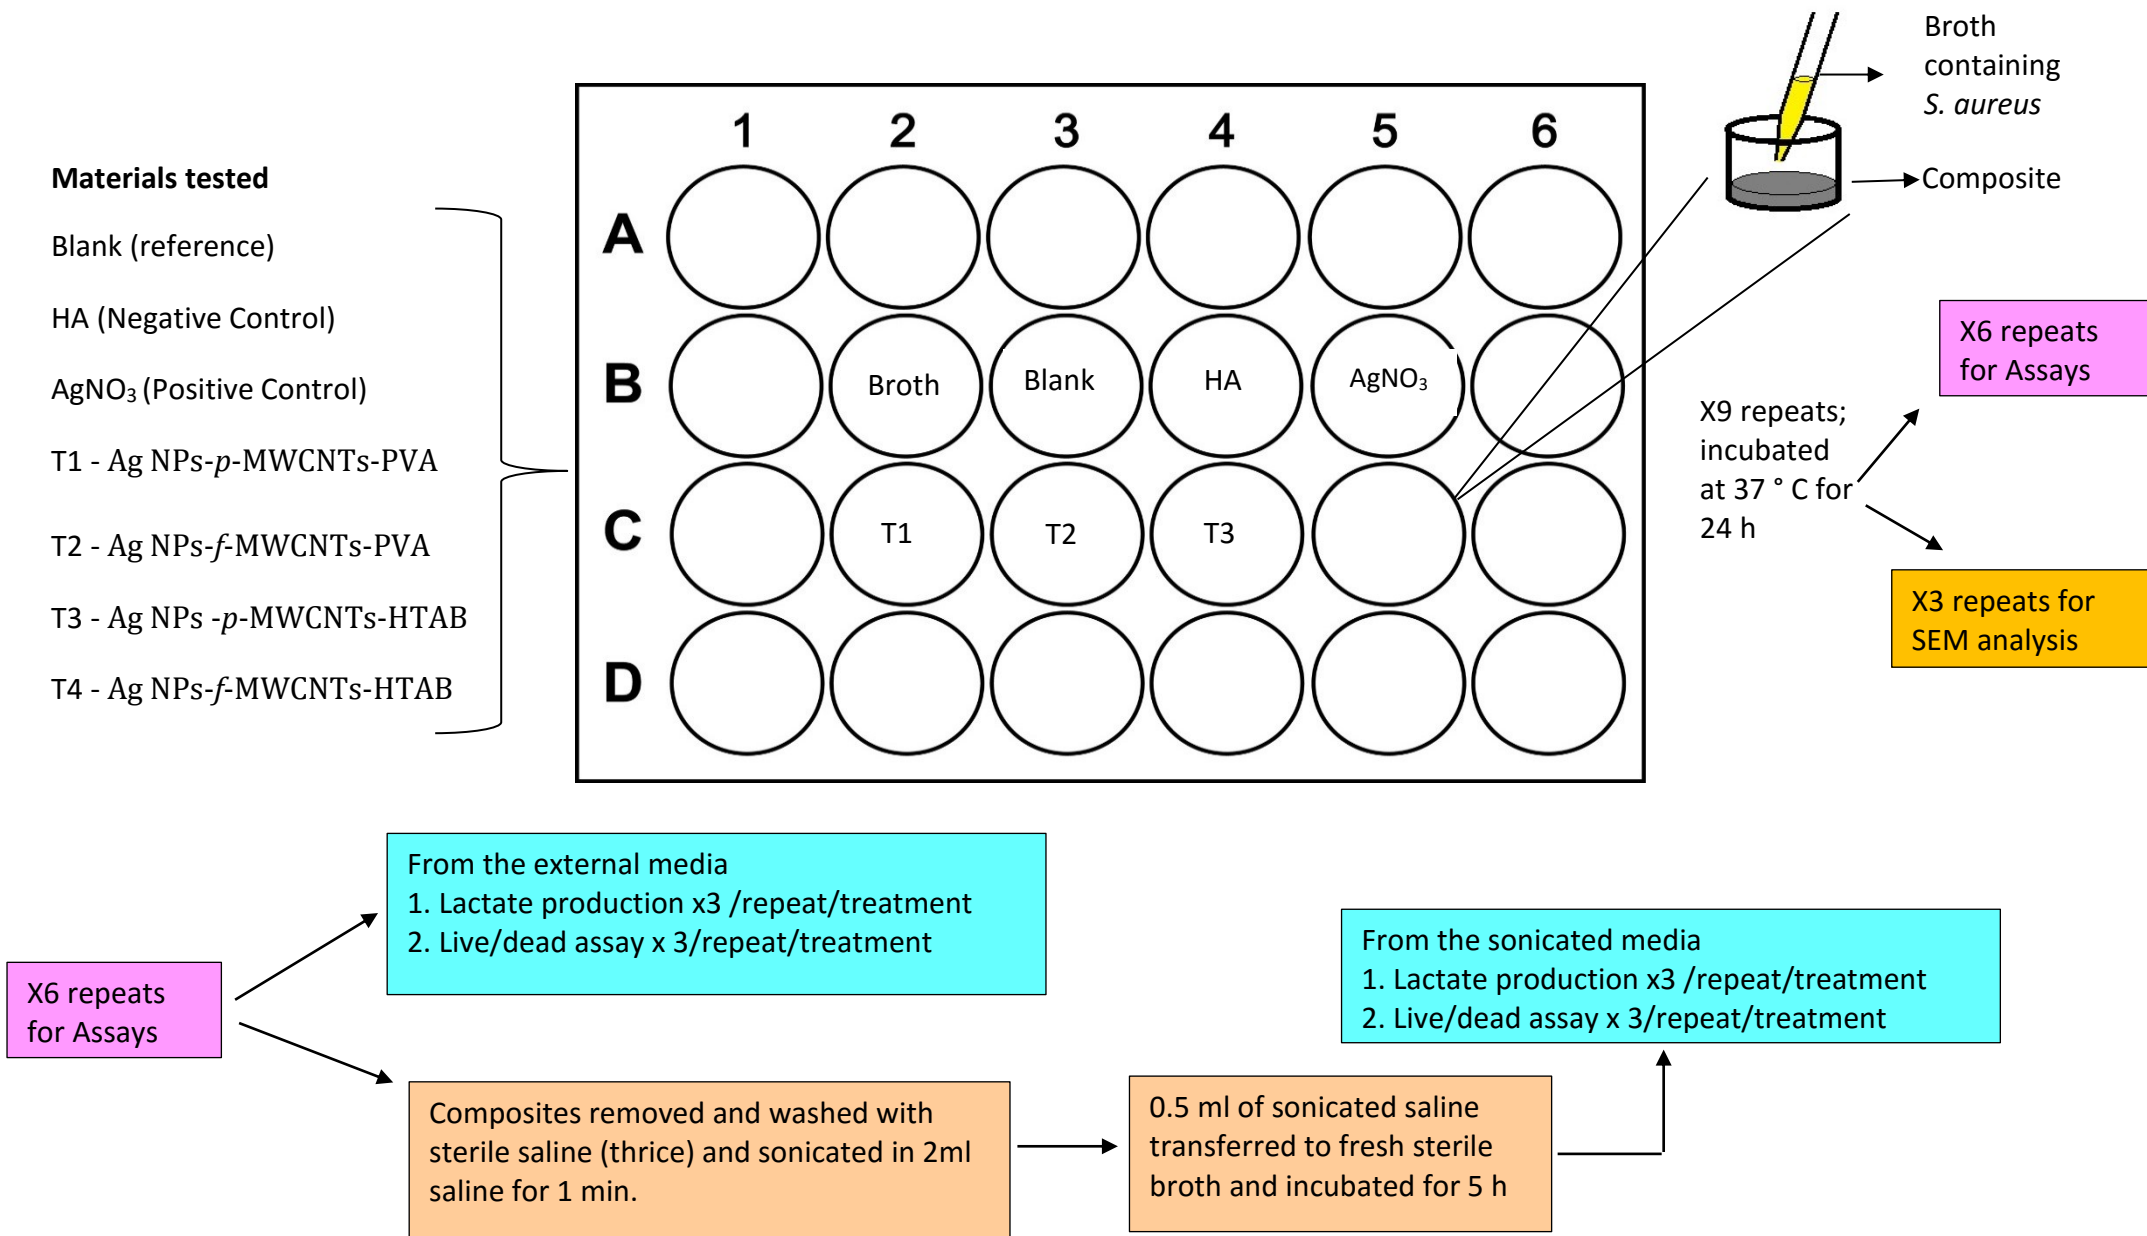 Materials tested
Blank (reference)
HA (Negative Control)
AgNO₃ (Positive Control)
T1 - Ag NPs-p-MWCNTs-PVA
T2 - Ag NPs-f-MWCNTs-PVA
T3 - Ag NPs -p-MWCNTs-HTAB
T4 - Ag NPs-f-MWCNTs-HTAB
1 2 3 4 5 6
A
B
Broth Blank HA AgNO₃
C
T1 T2 T3
D
Broth
containing
S. aureus
Composite
X9 repeats;
incubated
at 37 ° C for
24 h
X6 repeats
for Assays
X3 repeats for
SEM analysis
X6 repeats
for Assays
From the external media
1. Lactate production x3 /repeat/treatment
2. Live/dead assay x 3/repeat/treatment
Composites removed and washed with
sterile saline (thrice) and sonicated in 2ml
saline for 1 min.
0.5 ml of sonicated saline
transferred to fresh sterile
broth and incubated for 5 h
From the sonicated media
1. Lactate production x3 /repeat/treatment
2. Live/dead assay x 3/repeat/treatment